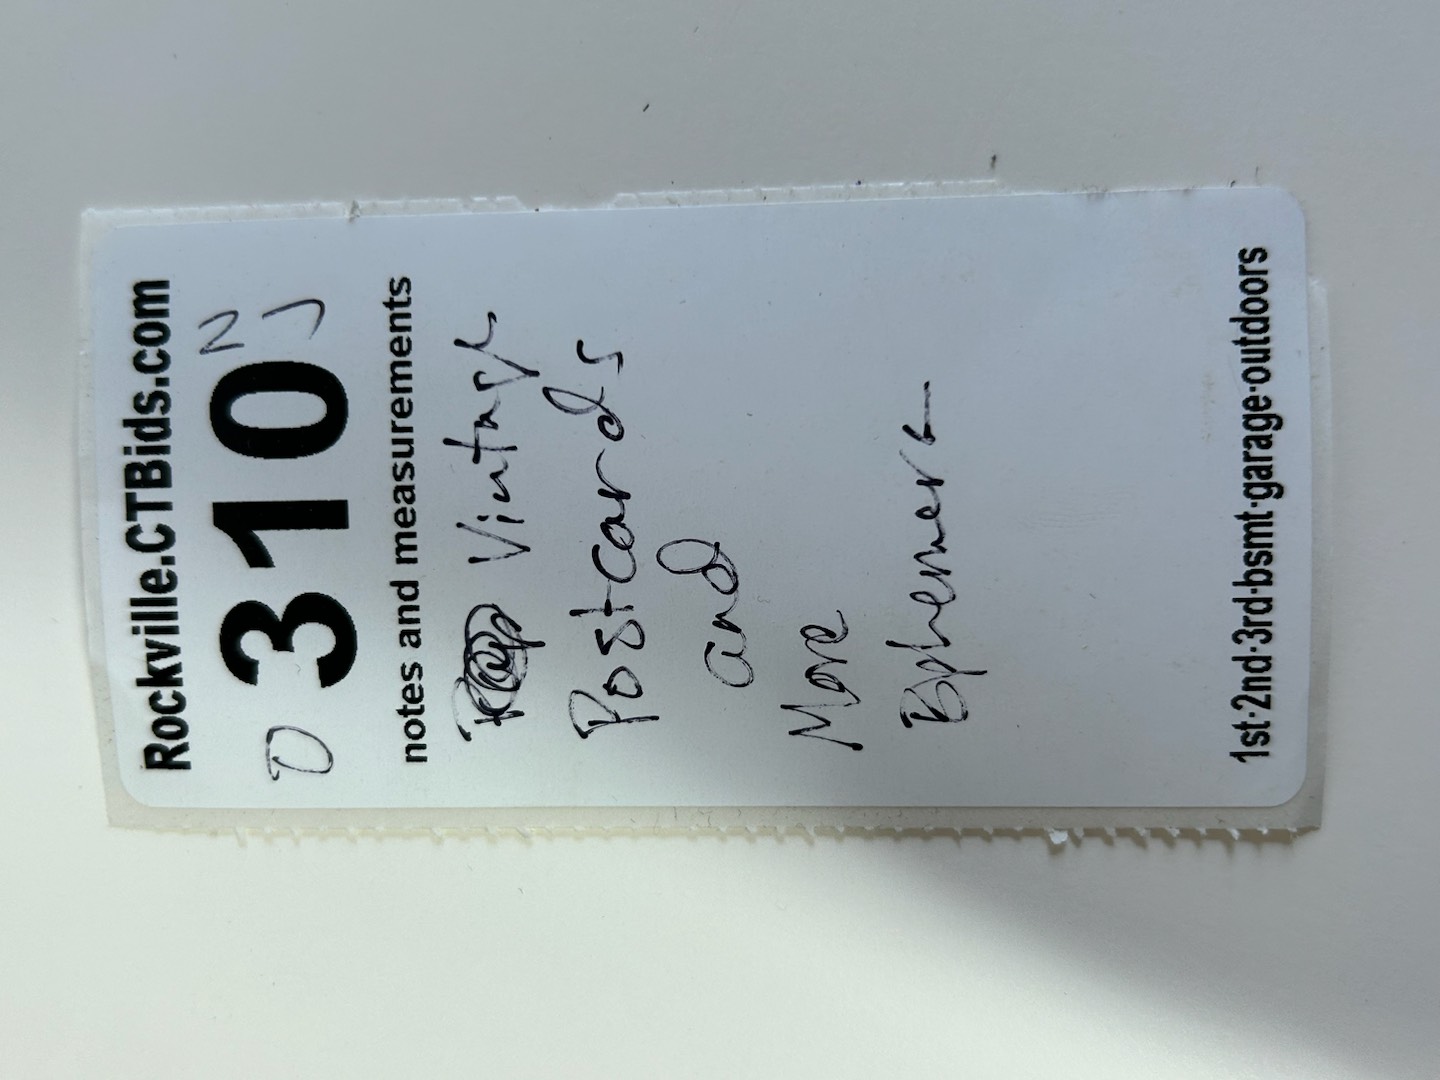 Rockville.CTBids.com
D 310
notes and measurements
Vintage
Postcards
and
More
Ephemera
1st·2nd·3rd·bsmt·garage·outdoors